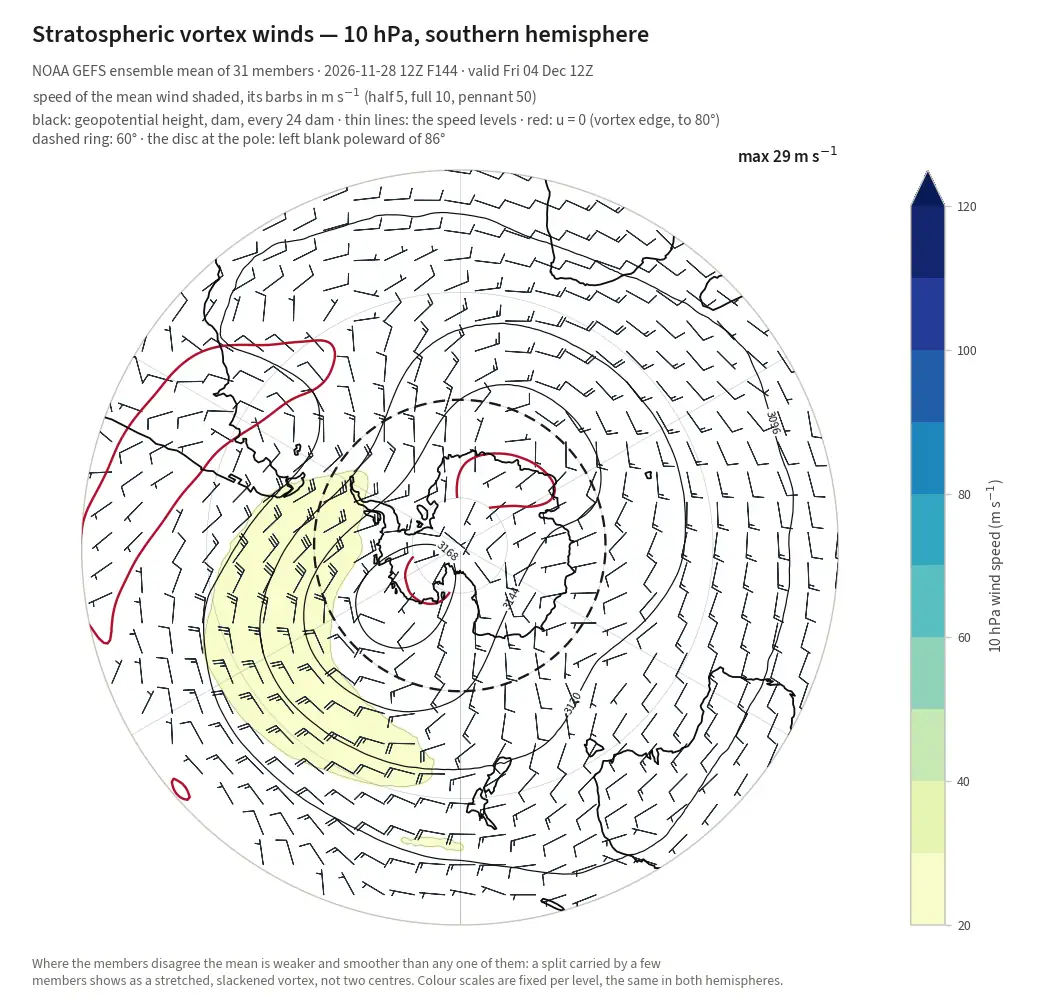 Stratospheric vortex winds — 10 hPa, southern hemisphere
NOAA GEFS ensemble mean of 31 members · 2026-11-28 12Z F144 · valid Fri 04 Dec 12Z
speed of the mean wind shaded, its barbs in m s⁻¹ (half 5, full 10, pennant 50)
black: geopotential height, dam, every 24 dam · thin lines: the speed levels · red: u = 0 (vortex edge, to 80°)
dashed ring: 60° · the disc at the pole: left blank poleward of 86°
max 29 m s⁻¹
120
100
80
60
40
20
10 hPa wind speed (m s⁻¹)
3096
3168
3144
3120
Where the members disagree the mean is weaker and smoother than any one of them: a split carried by a few
members shows as a stretched, slackened vortex, not two centres. Colour scales are fixed per level, the same in both hemispheres.